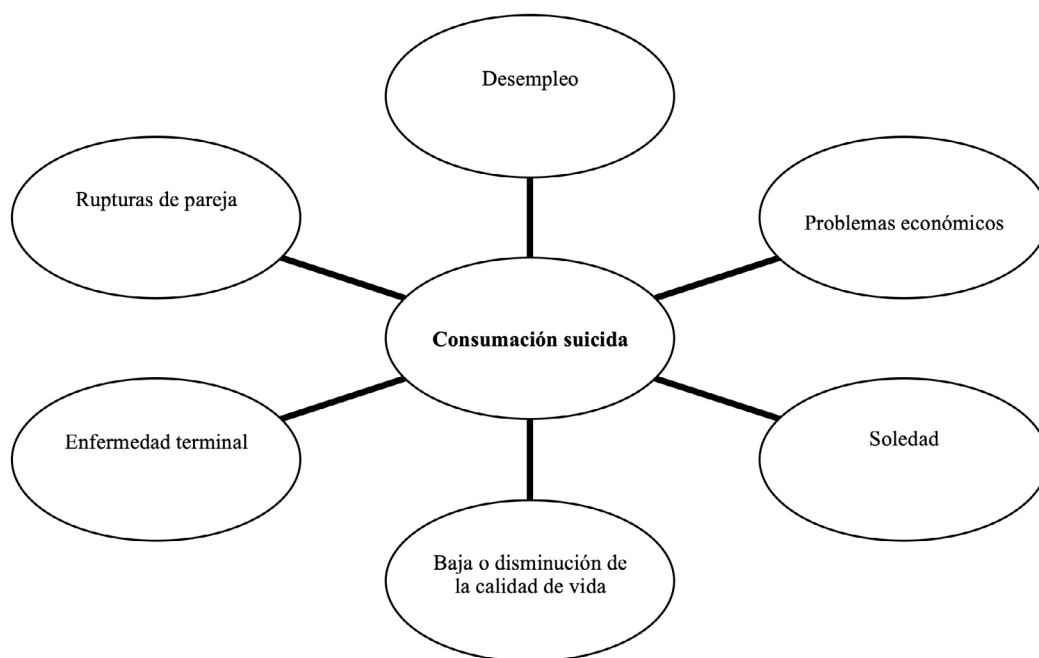 Desempleo
Rupturas de pareja
Problemas económicos
Consumación suicida
Enfermedad terminal
Soledad
Baja o disminución de
la calidad de vida